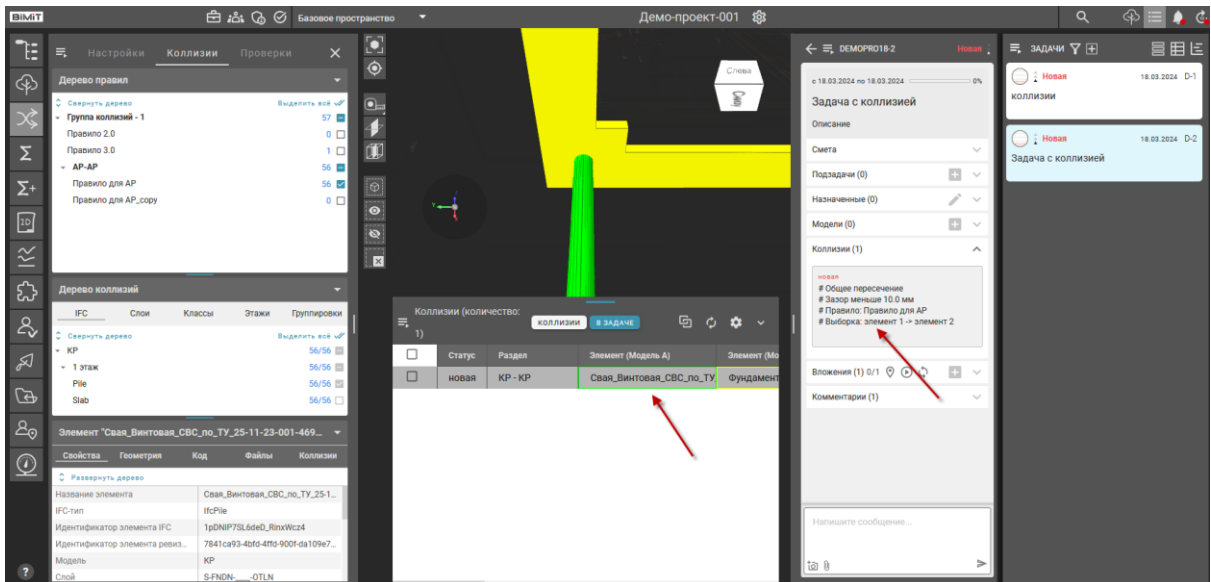 BIMiT
Базовое пространство
Демо-проект-001
Настройки Коллизии Проверки
Дерево правил
Свернуть дерево Выделить всё
Группа коллизий - 1 57
Правило 2.0 0
Правило 3.0 1
АР-АР 56
Правило для АР 56
Правило для АР_copy 0
Дерево коллизий
IFC Слои Классы Этажи Группировки
Свернуть дерево Выделить всё
КР 56/56
1 этаж 56/56
Pile 56/56
Slab 56/56
Элемент "Свая_Винтовая_СВС_по_ТУ_25-11-23-001-469...
Свойства Геометрия Код Файлы Коллизии
Развернуть дерево
Название элемента Свая_Винтовая_СВС_по_ТУ_25-1...
IFC-тип IfcPile
Идентификатор элемента IFC 1pDNIP7SL6deD_RinxWcz4
Идентификатор элемента ревиз... 7841ca93-4bfd-4ffd-900f-da109e7...
Модель КР
Слой S-FNDN-____-OTLN
Слева
Y
Коллизии (количество: 1)
КОЛЛИЗИИ В ЗАДАЧЕ
Статус Раздел Элемент (Модель А) Элемент (Мо
новая КР - КР Свая_Винтовая_СВС_по_ТУ Фундамент
DEMOPRO18-2 Новая
с 18.03.2024 по 18.03.2024 0%
Задача с коллизией
Описание
Смета
Подзадачи (0)
Назначенные (0)
Модели (0)
Коллизии (1)
новая
# Общее пересечение
# Зазор меньше 10.0 мм
# Правило: Правило для АР
# Выборка: элемент 1 -> элемент 2
Вложения (1) 0/1
Комментарии (1)
Напишите сообщение...
ЗАДАЧИ
Новая 18.03.2024 D-1
коллизии
Новая 18.03.2024 D-2
Задача с коллизией
1D
?